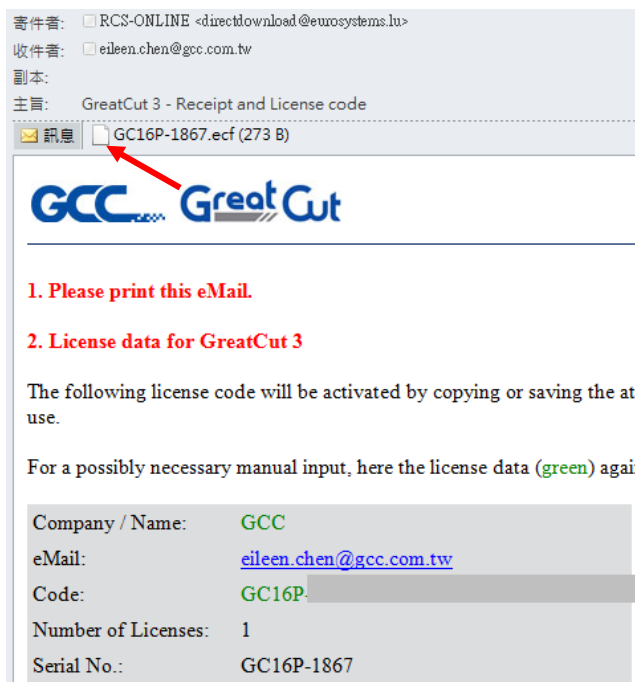 寄件者: RCS-ONLINE <directdownload@eurosystems.lu>
收件者: eileen.chen@gcc.com.tw
副本:
主旨: GreatCut 3 - Receipt and License code
訊息 GC16P-1867.ecf (273 B)
GCC GreatCut
1. Please print this eMail.
2. License data for GreatCut 3
The following license code will be activated by copying or saving the at
use.
For a possibly necessary manual input, here the license data (green) agai
Company / Name: GCC
eMail: eileen.chen@gcc.com.tw
Code: GC16P-
Number of Licenses: 1
Serial No.: GC16P-1867